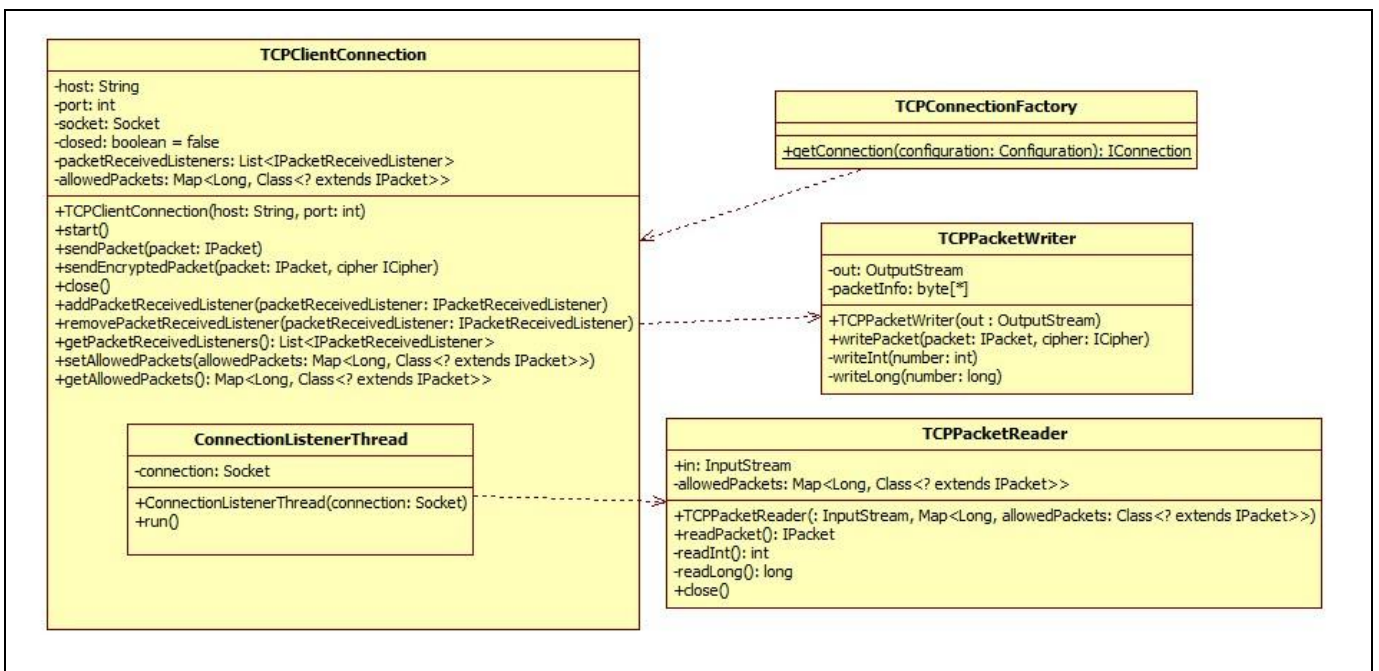 TCPClientConnection
-host: String
-port: int
-socket: Socket
-closed: boolean = false
-packetReceivedListeners: List<IPacketReceivedListener>
-allowedPackets: Map<Long, Class<? extends IPacket>>
+TCPClientConnection(host: String, port: int)
+start()
+sendPacket(packet: IPacket)
+sendEncryptedPacket(packet: IPacket, cipher ICipher)
+close()
+addPacketReceivedListener(packetReceivedListener: IPacketReceivedListener)
+removePacketReceivedListener(packetReceivedListener: IPacketReceivedListener)
+getPacketReceivedListeners(): List<IPacketReceivedListener>
+setAllowedPackets(allowedPackets: Map<Long, Class<? extends IPacket>>)
+getAllowedPackets(): Map<Long, Class<? extends IPacket>>
ConnectionListenerThread
-connection: Socket
+ConnectionListenerThread(connection: Socket)
+run()
TCPConnectionFactory
+getConnection(configuration: Configuration): IConnection
TCPPacketWriter
-out: OutputStream
-packetInfo: byte[*]
+TCPPacketWriter(out : OutputStream)
+writePacket(packet: IPacket, cipher: ICipher)
-writeInt(number: int)
-writeLong(number: long)
TCPPacketReader
+in: InputStream
-allowedPackets: Map<Long, Class<? extends IPacket>>
+TCPPacketReader(: InputStream, Map<Long, allowedPackets: Class<? extends IPacket>>)
+readPacket(): IPacket
-readInt(): int
-readLong(): long
+close()